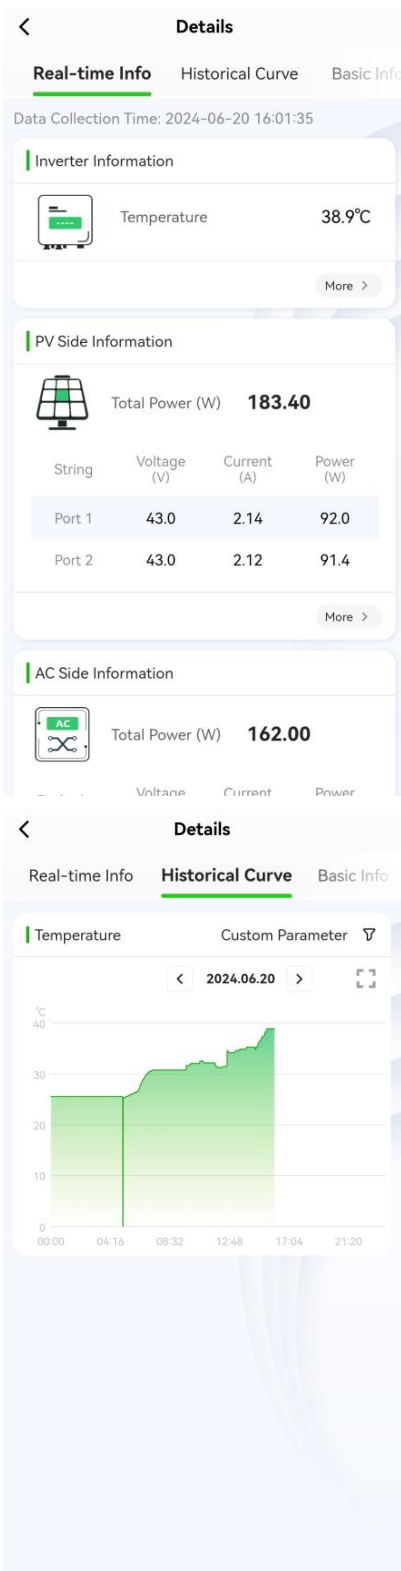 Details
Real-time Info Historical Curve Basic Info
Data Collection Time: 2024-06-20 16:01:35
Inverter Information
Temperature 38.9℃
More >
PV Side Information
Total Power (W) 183.40
String Voltage (V) Current (A) Power (W)
Port 1 43.0 2.14 92.0
Port 2 43.0 2.12 91.4
More >
AC Side Information
AC
Total Power (W) 162.00
Voltage Current Power
Details
Real-time Info Historical Curve Basic Info
Temperature Custom Parameter
< 2024.06.20 >
℃
40
30
20
10
0
00:00 04:16 08:32 12:48 17:04 21:20